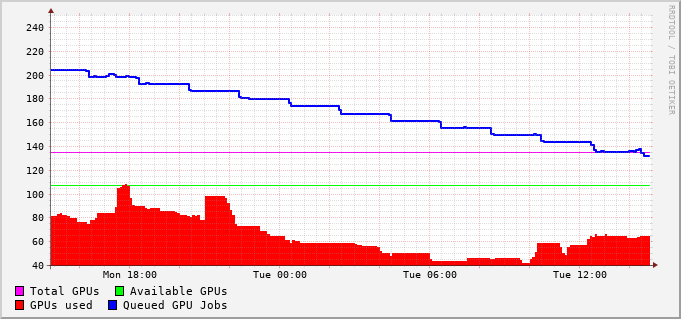 RRDTOOL / TOBI OETIKER
240
220
200
180
160
140
120
100
80
60
40
Mon 18:00 Tue 00:00 Tue 06:00 Tue 12:00
Total GPUs Available GPUs
GPUs used Queued GPU Jobs